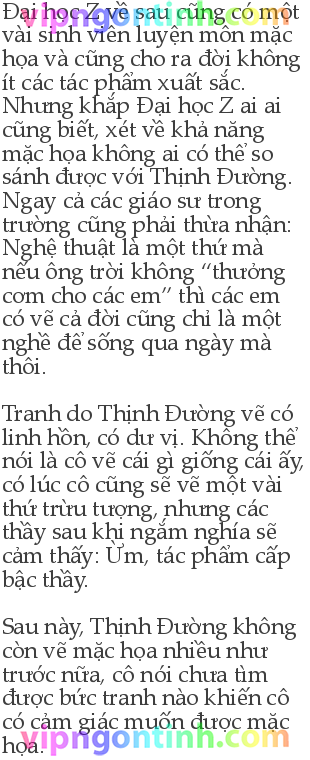 Đại học Z về sau cũng có một
vài sinh viên luyện môn mặc
họa và cũng cho ra đời không
ít các tác phẩm xuất sắc.
Nhưng khắp Đại học Z ai ai
cũng biết, xét về khả năng
mặc họa không ai có thể so
sánh được với Thịnh Đường.
Ngay cả các giáo sư trong
trường cũng phải thừa nhận:
Nghệ thuật là một thứ mà
nếu ông trời không “thưởng
cơm cho các em” thì các em
có vẽ cả đời cũng chỉ là một
nghề để sống qua ngày mà
thôi.
Tranh do Thịnh Đường vẽ có
linh hồn, có dư vị. Không thể
nói là cô vẽ cái gì giống cái ấy,
có lúc cô cũng sẽ vẽ một vài
thứ trừu tượng, nhưng các
thầy sau khi ngắm nghía sẽ
cảm thấy: Ừm, tác phẩm cấp
bậc thầy.
Sau này, Thịnh Đường không
còn vẽ mặc họa nhiều như
trước nữa, cô nói chưa tìm
được bức tranh nào khiến cô
có cảm giác muốn được mặc
họa.
vipngontinh.com
vipngontinh.com